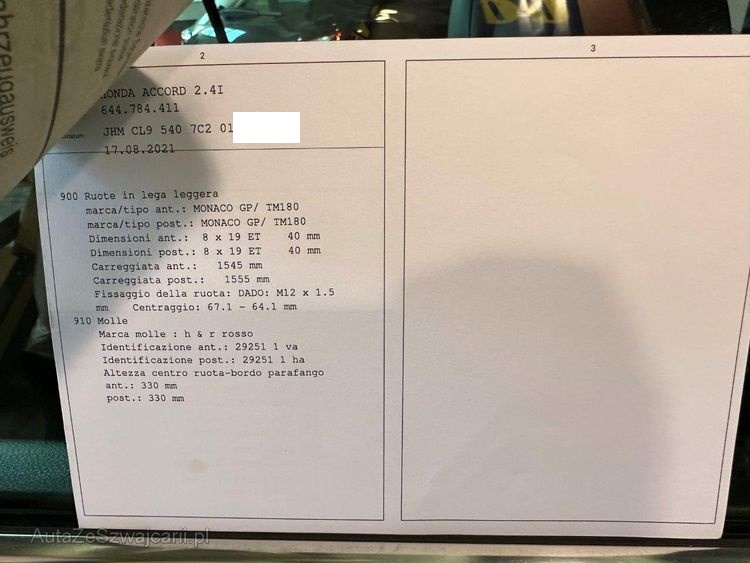 2
3
HONDA ACCORD 2.4I
644.784.411
JHM CL9 540 7C2 01
17.08.2021
900 Ruote in lega leggera
marca/tipo ant.: MONACO GP/ TM180
marca/tipo post.: MONACO GP/ TM180
Dimensioni ant.: 8 x 19 ET 40 mm
Dimensioni post.: 8 x 19 ET 40 mm
Carreggiata ant.: 1545 mm
Carreggiata post.: 1555 mm
Fissaggio della ruota: DADO: M12 x 1.5
mm Centraggio: 67.1 - 64.1 mm
910 Molle
Marca molle : h & r rosso
Identificazione ant.: 29251 1 va
Identificazione post.: 29251 1 ha
Altezza centro ruota-bordo parafango
ant.: 330 mm
post.: 330 mm
ahrzeugausweis
AutaZeSzwajcarii.pl